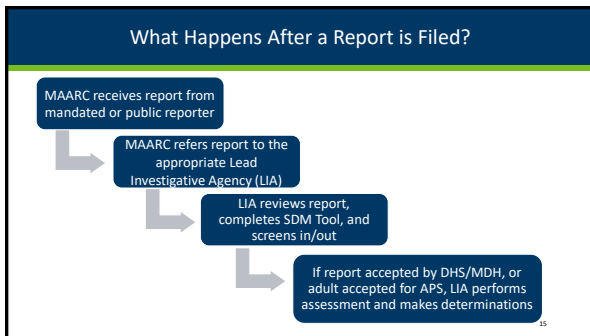 What Happens After a Report is Filed?
MAARC receives report from
mandated or public reporter
MAARC refers report to the
appropriate Lead
Investigative Agency (LIA)
LIA reviews report,
completes SDM Tool, and
screens in/out
If report accepted by DHS/MDH, or
adult accepted for APS, LIA performs
assessment and makes determinations
15